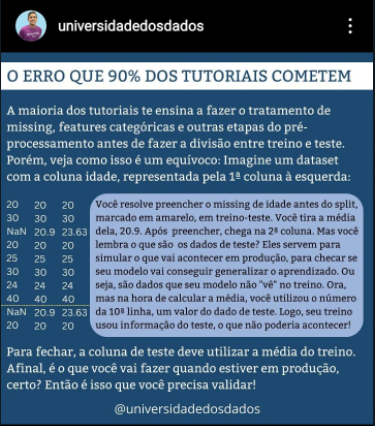 universidadedosdados
O ERRO QUE 90% DOS TUTORIAIS COMETEM
A maioria dos tutoriais te ensina a fazer o tratamento de
missing, features categóricas e outras etapas do pré-
processamento antes de fazer a divisão entre treino e teste.
Porém, veja como isso é um equívoco: Imagine um dataset
com a coluna idade, representada pela 1ª coluna à esquerda:
20 20 20
30 30 30
NaN 20.9 23.63
20 20 20
25 25 25
30 30 30
24 24 24
40 40 40
NaN 20.9 23.63
20 20 20
Você resolve preencher o missing de idade antes do split,
marcado em amarelo, em treino-teste. Você tira a média
dela, 20.9. Após preencher, chega na 2ª coluna. Mas você
lembra o que são os dados de teste? Eles servem para
simular o que vai acontecer em produção, para checar se
seu modelo vai conseguir generalizar o aprendizado. Ou
seja, são dados que seu modelo não "vê" no treino. Ora,
mas na hora de calcular a média, você utilizou o número
da 10ª linha, um valor do dado de teste. Logo, seu treino
usou informação do teste, o que não poderia acontecer!
Para fechar, a coluna de teste deve utilizar a média do treino.
Afinal, é o que você vai fazer quando estiver em produção,
certo? Então é isso que você precisa validar!
@universidadedosdados